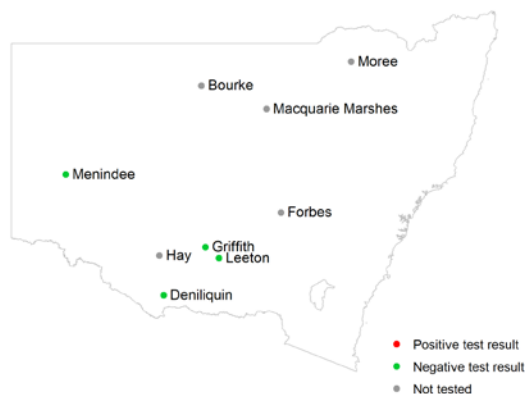 Moree
Bourke
Macquarie Marshes
Menindee
Forbes
Griffith
Hay
Leeton
Deniliquin
Positive test result
Negative test result
Not tested